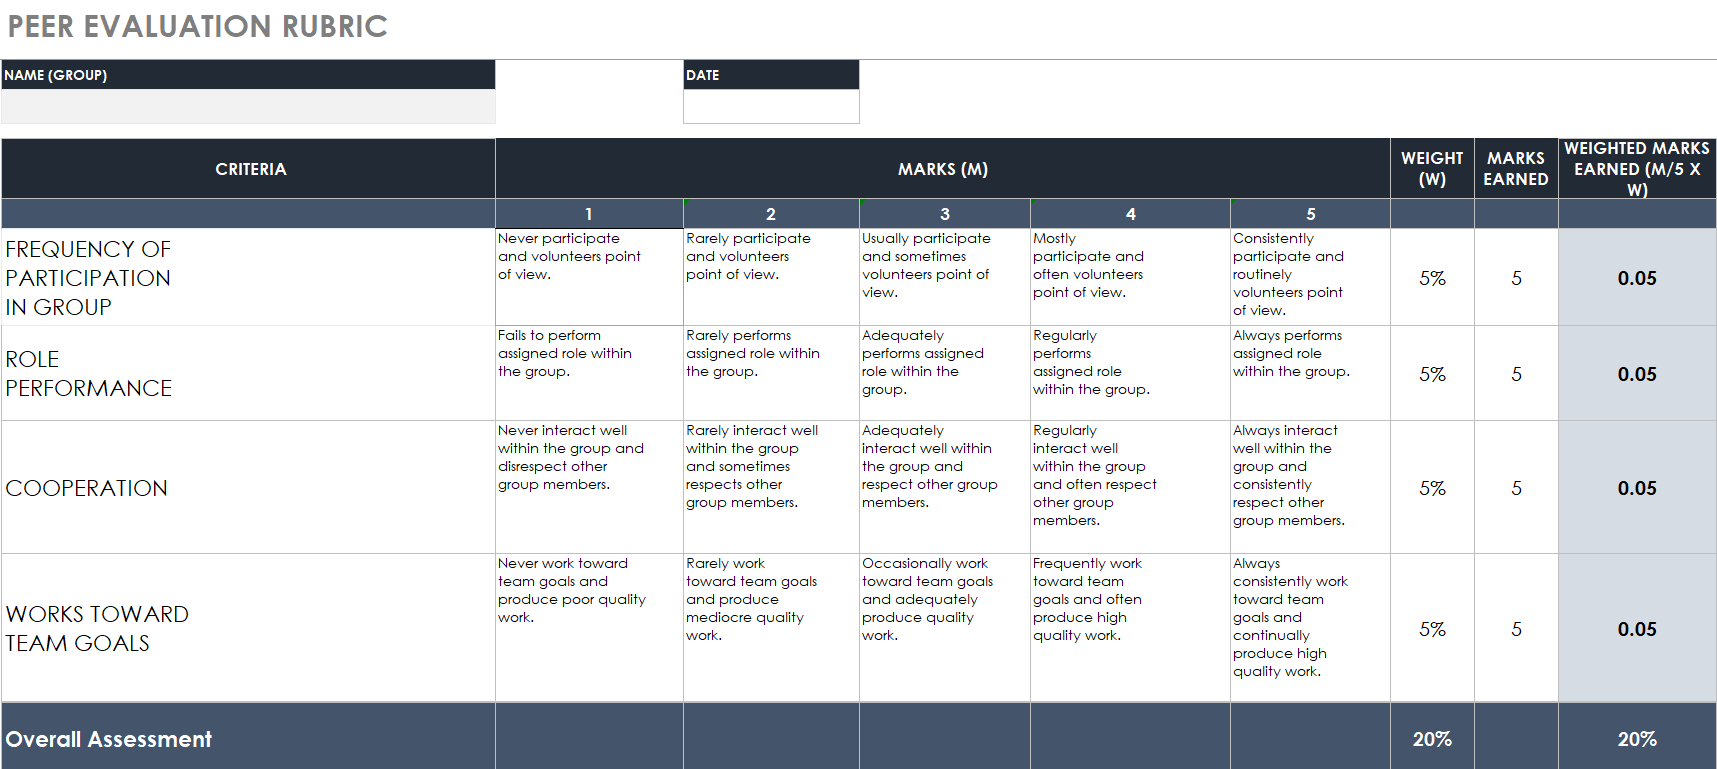 PEER EVALUATION RUBRIC
NAME (GROUP)
DATE
CRITERIA
MARKS (M)
WEIGHT
(W)
MARKS
EARNED
WEIGHTED MARKS
EARNED (M/5 X
W)
1
2
3
4
5
FREQUENCY OF
PARTICIPATION
IN GROUP
Never participate
and volunteers point
of view.
Rarely participate
and volunteers
point of view.
Usually participate
and sometimes
volunteers point of
view.
Mostly
participate and
often volunteers
point of view.
Consistently
participate and
routinely
volunteers point
of view.
5%
5
0.05
ROLE
PERFORMANCE
Fails to perform
assigned role within
the group.
Rarely performs
assigned role within
the group.
Adequately
performs assigned
role within the
group.
Regularly
performs
assigned role
within the group.
Always performs
assigned role
within the group.
5%
5
0.05
COOPERATION
Never interact well
within the group and
disrespect other
group members.
Rarely interact well
within the group
and sometimes
respects other
group members.
Adequately
interact well within
the group and
respect other group
members.
Regularly
interact well
within the group
and often respect
other group
members.
Always interact
well within the
group and
consistently
respect other
group members.
5%
5
0.05
WORKS TOWARD
TEAM GOALS
Never work toward
team goals and
produce poor quality
work.
Rarely work
toward team goals
and produce
mediocre quality
work.
Occasionally work
toward team goals
and adequately
produce quality
work.
Frequently work
toward team
goals and often
produce high
quality work.
Always
consistently work
toward team
goals and
continually
produce high
quality work.
5%
5
0.05
Overall Assessment
20%
20%